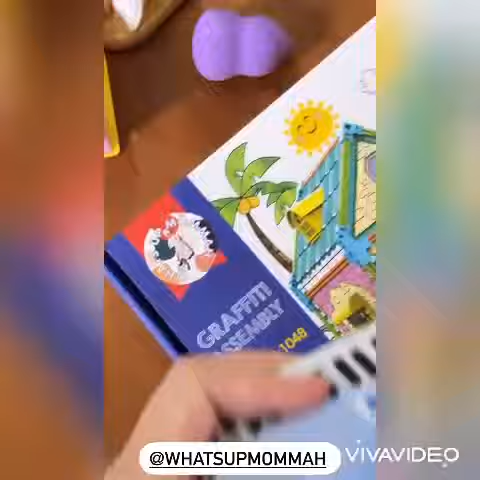 GRAFFITI
ASSEMBLY
1048
@WHATSUPMOMMAH
VIVAVIDEO